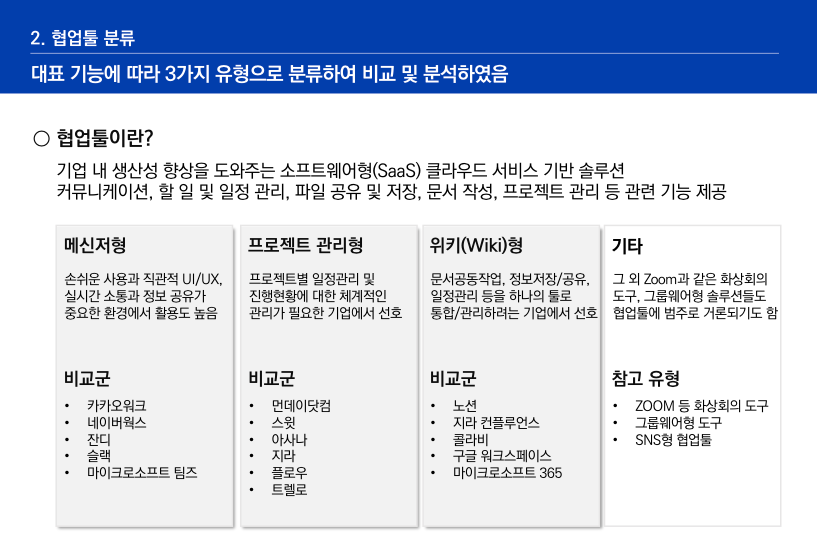 2. 협업툴 분류
대표 기능에 따라 3가지 유형으로 분류하여 비교 및 분석하였음
○ 협업툴이란?
기업 내 생산성 향상을 도와주는 소프트웨어형(SaaS) 클라우드 서비스 기반 솔루션
커뮤니케이션, 할 일 및 일정 관리, 파일 공유 및 저장, 문서 작성, 프로젝트 관리 등 관련 기능 제공
메신저형
손쉬운 사용과 직관적 UI/UX,
실시간 소통과 정보 공유가
중요한 환경에서 활용도 높음
비교군
• 카카오워크
• 네이버웍스
• 잔디
• 슬랙
• 마이크로소프트 팀즈
프로젝트 관리형
프로젝트별 일정관리 및
진행현황에 대한 체계적인
관리가 필요한 기업에서 선호
비교군
• 먼데이닷컴
• 스윗
• 아사나
• 지라
• 플로우
• 트렐로
위키(Wiki)형
문서공동작업, 정보저장/공유,
일정관리 등을 하나의 툴로
통합/관리하려는 기업에서 선호
비교군
• 노션
• 지라 컨플루언스
• 콜라비
• 구글 워크스페이스
• 마이크로소프트 365
기타
그 외 Zoom과 같은 화상회의
도구, 그룹웨어형 솔루션들도
협업툴에 범주로 거론되기도 함
참고 유형
• ZOOM 등 화상회의 도구
• 그룹웨어형 도구
• SNS형 협업툴